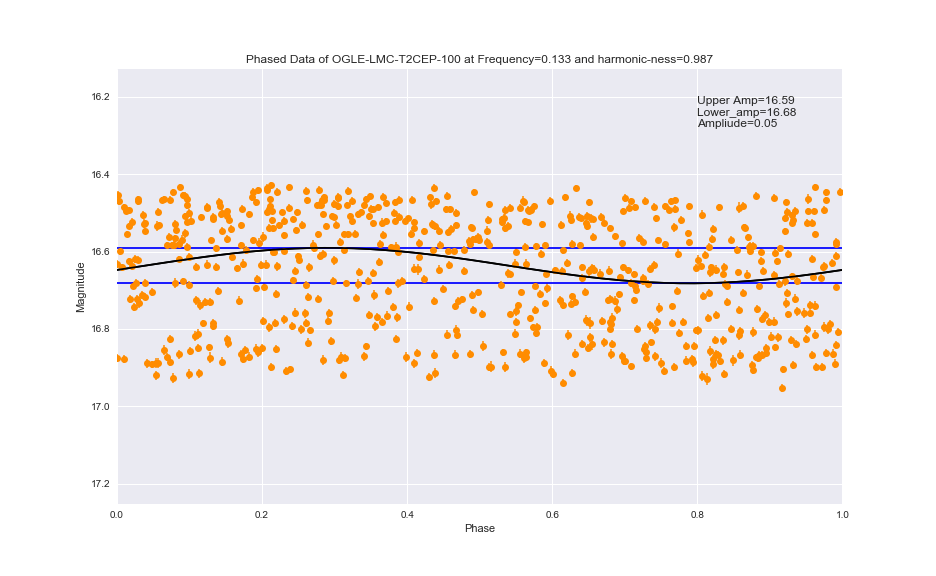 Phased Data of OGLE-LMC-T2CEP-100 at Frequency=0.133 and harmonic-ness=0.987
Upper Amp=16.59
Lower_amp=16.68
Ampliude=0.05
16.2
16.4
16.6
16.8
17.0
17.2
Magnitude
0.0 0.2 0.4 0.6 0.8 1.0
Phase